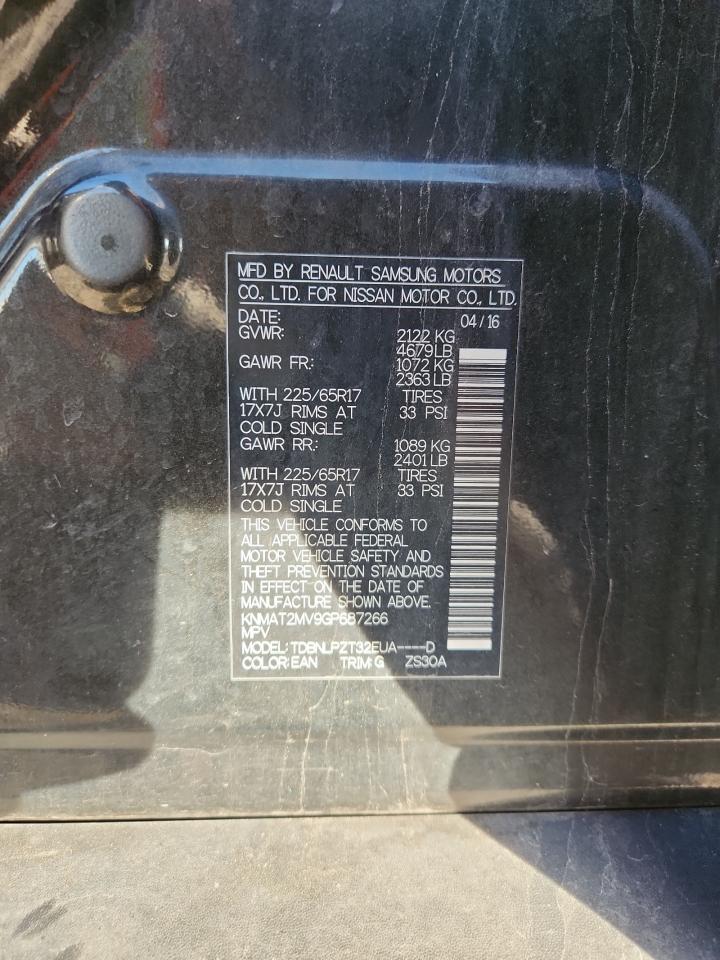 MFD BY RENAULT SAMSUNG MOTORS
CO., LTD. FOR NISSAN MOTOR CO., LTD.
DATE: 04/16
GVWR: 2122 KG
4679 LB
GAWR FR.: 1072 KG
2363 LB
WITH 225/65R17 TIRES
17X7J RIMS AT 33 PSI
COLD SINGLE
GAWR RR.: 1089 KG
2401 LB
WITH 225/65R17 TIRES
17X7J RIMS AT 33 PSI
COLD SINGLE
THIS VEHICLE CONFORMS TO
ALL APPLICABLE FEDERAL
MOTOR VEHICLE SAFETY AND
THEFT PREVENTION STANDARDS
IN EFFECT ON THE DATE OF
MANUFACTURE SHOWN ABOVE.
KNMAT2MV9GP687266
MPV
MODEL: TDBNLPZT32EUA----D
COLOR: EAN TRIM: G ZS30A